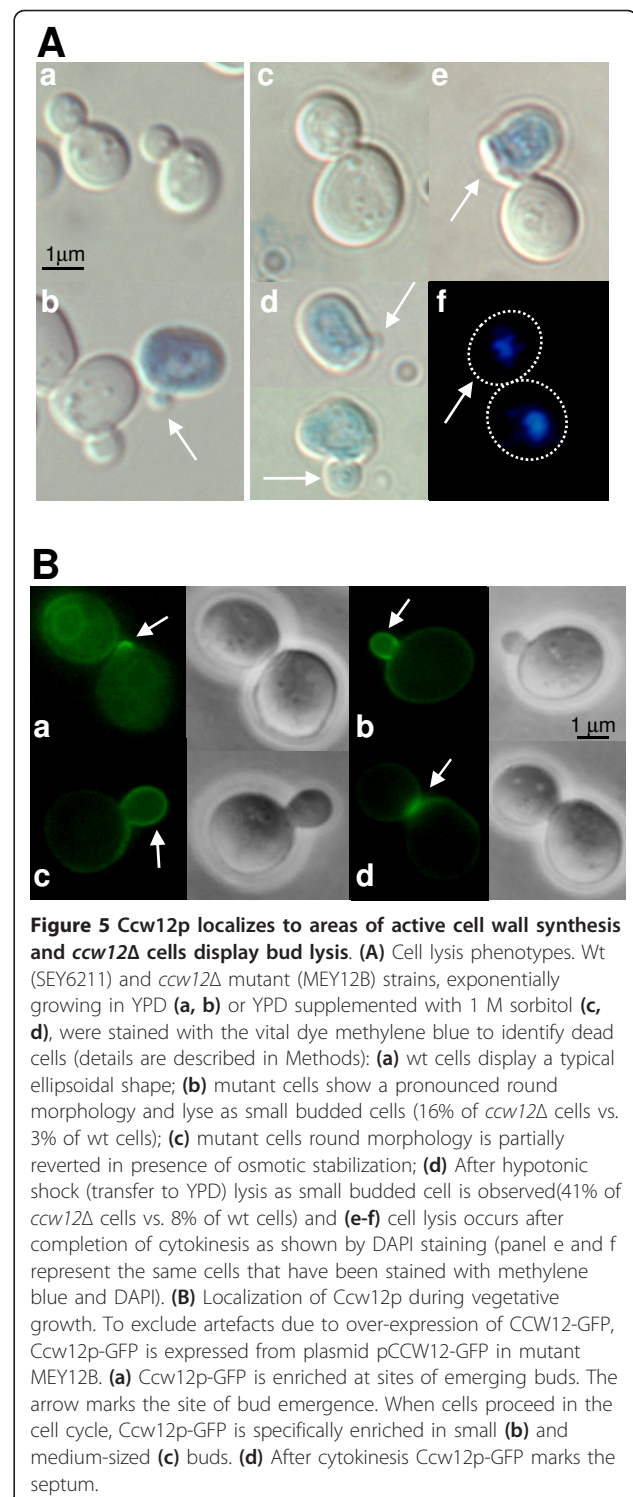 A
a
c
e
1μm
b
d
f
B
a
b
1 μm
c
d
Figure 5 Ccw12p localizes to areas of active cell wall synthesis
and ccw12Δ cells display bud lysis. (A) Cell lysis phenotypes. Wt
(SEY6211) and ccw12Δ mutant (MEY12B) strains, exponentially
growing in YPD (a, b) or YPD supplemented with 1 M sorbitol (c,
d), were stained with the vital dye methylene blue to identify dead
cells (details are described in Methods): (a) wt cells display a typical
ellipsoidal shape; (b) mutant cells show a pronounced round
morphology and lyse as small budded cells (16% of ccw12Δ cells vs.
3% of wt cells); (c) mutant cells round morphology is partially
reverted in presence of osmotic stabilization; (d) After hypotonic
shock (transfer to YPD) lysis as small budded cell is observed(41% of
ccw12Δ cells vs. 8% of wt cells) and (e-f) cell lysis occurs after
completion of cytokinesis as shown by DAPI staining (panel e and f
represent the same cells that have been stained with methylene
blue and DAPI). (B) Localization of Ccw12p during vegetative
growth. To exclude artefacts due to over-expression of CCW12-GFP,
Ccw12p-GFP is expressed from plasmid pCCW12-GFP in mutant
MEY12B. (a) Ccw12p-GFP is enriched at sites of emerging buds. The
arrow marks the site of bud emergence. When cells proceed in the
cell cycle, Ccw12p-GFP is specifically enriched in small (b) and
medium-sized (c) buds. (d) After cytokinesis Ccw12p-GFP marks the
septum.